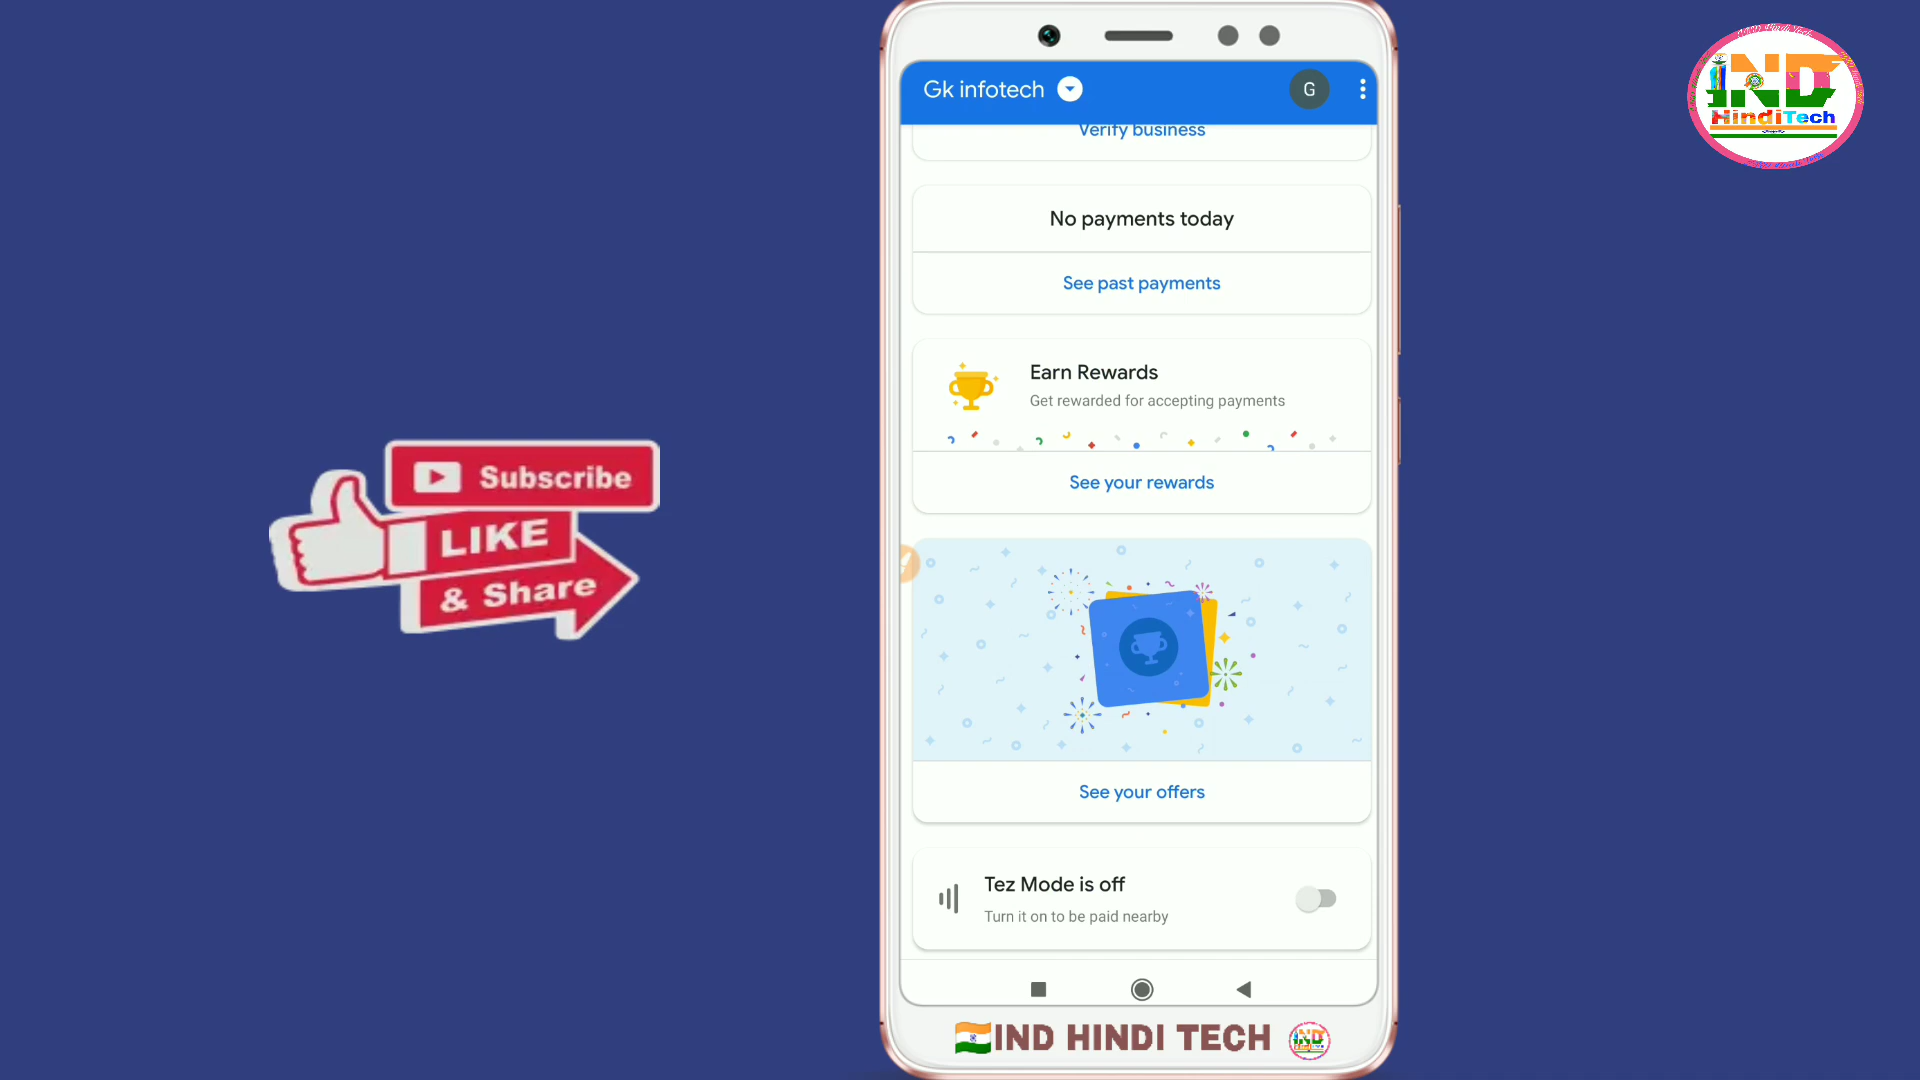 Gk infotech
G
Verify business
No payments today
See past payments
Earn Rewards
Get rewarded for accepting payments
See your rewards
See your offers
Tez Mode is off
Turn it on to be paid nearby
IND HINDI TECH
IND
Subscribe
LIKE
& Share
IND
HindiTech